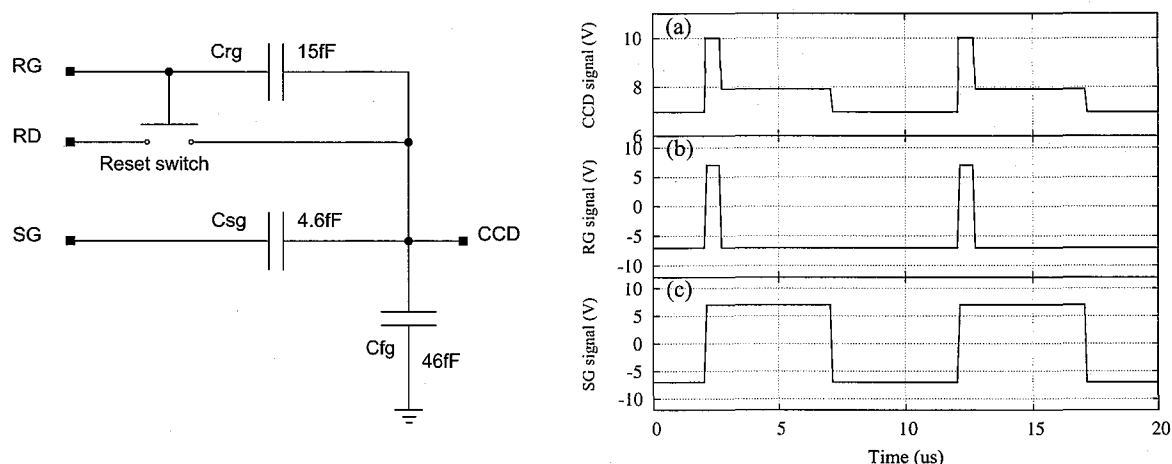 RG
Crg
15fF
RD
Reset switch
SG
Csg
4.6fF
CCD
Cfg
46fF
(a)
CCD signal (V)
10
8
6
(b)
RG signal (V)
10
5
0
-5
-10
(c)
SG signal (V)
10
5
0
-5
-10
0
5
10
15
20
Time (us)